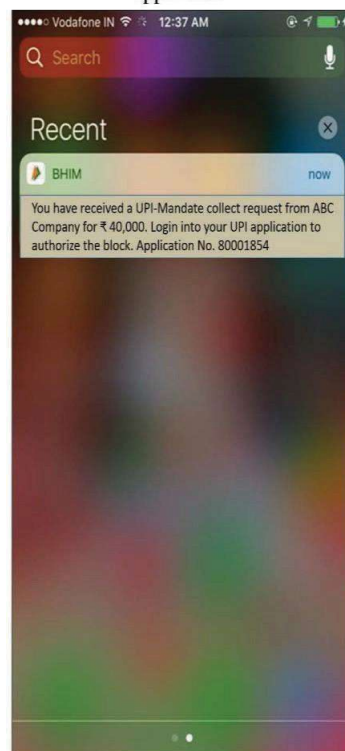 ●●●●○ Vodafone IN 12:37 AM
Search
Recent
BHIM now
You have received a UPI-Mandate collect request from ABC
Company for ₹ 40,000. Login into your UPI application to
authorize the block. Application No. 80001854